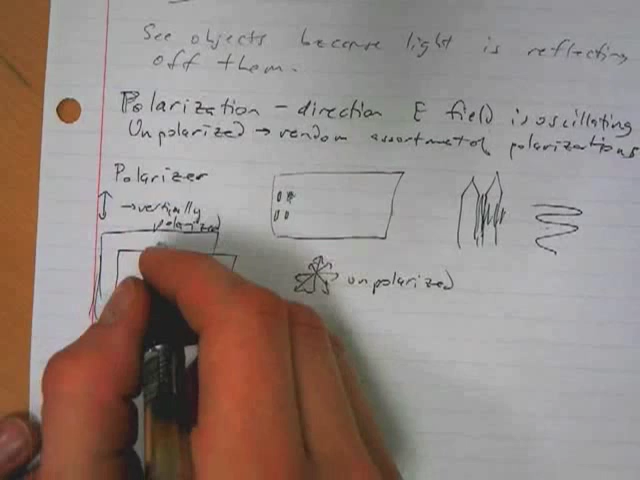 See objects because light is reflecting
off them.
Polarization - direction E field is oscillating
Unpolarized → random assortment of polarizations
Polarizer
→ vertically
polarized
unpolarized